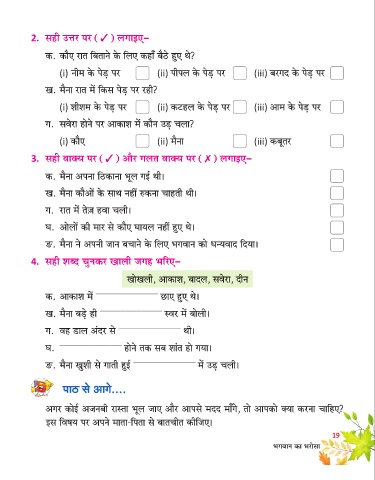 2. सही उत्तर पर ( ✓ ) लगाइए–
क. कौए रात बिताने के लिए कहाँ बैठे हुए थे?
(i) नीम के पेड़ पर (ii) पीपल के पेड़ पर (iii) बरगद के पेड़ पर
ख. मैना रात में किस पेड़ पर रही?
(i) शीशम के पेड़ पर (ii) कटहल के पेड़ पर (iii) आम के पेड़ पर
ग. सवेरा होने पर आकाश में कौन उड़ चला?
(i) कौए (ii) मैना (iii) कबूतर
3. सही वाक्य पर ( ✓ ) और गलत वाक्य पर ( ✗ ) लगाइए–
क. मैना अपना ठिकाना भूल गई थी।
ख. मैना कौओं के साथ नहीं रुकना चाहती थी।
ग. रात में तेज़ हवा चली।
घ. ओलों की मार से कौए घायल नहीं हुए थे।
ङ. मैना ने अपनी जान बचाने के लिए भगवान को धन्यवाद दिया।
4. सही शब्द चुनकर खाली जगह भरिए–
खोखली, आकाश, बादल, सवेरा, दीन
क. आकाश में ________ छाए हुए थे।
ख. मैना बड़े ही ________ स्वर में बोली।
ग. वह डाल अंदर से ________ थी।
घ. ________ होने तक सब शांत हो गया।
ङ. मैना खुशी से गाती हुई ________ में उड़ चली।
पाठ से आगे....
अगर कोई अजनबी रास्ता भूल जाए और आपसे मदद माँगे, तो आपको क्या करना चाहिए?
इस विषय पर अपने माता-पिता से बातचीत कीजिए।
19
भगवान का भरोसा